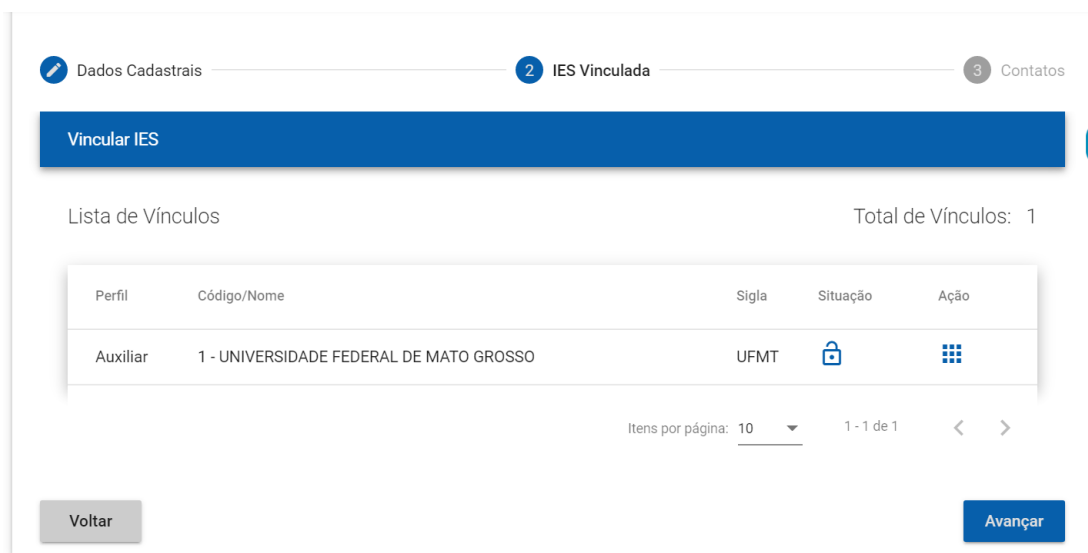 Dados Cadastrais 2 IES Vinculada 3 Contatos
Vincular IES
Lista de Vínculos Total de Vínculos: 1
Perfil Código/Nome Sigla Situação Ação
Auxiliar 1 - UNIVERSIDADE FEDERAL DE MATO GROSSO UFMT
Itens por página: 10 1 - 1 de 1
Voltar Avançar